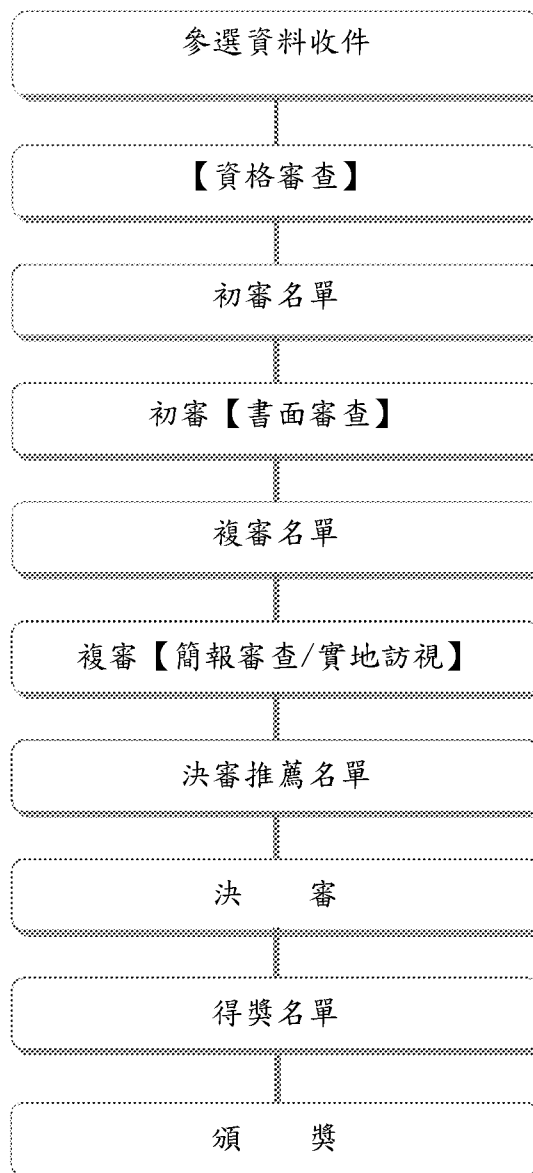 參選資料收件
【資格審查】
初審名單
初審【書面審查】
複審名單
複審【簡報審查/實地訪視】
決審推薦名單
決　　審
得獎名單
頒　　獎